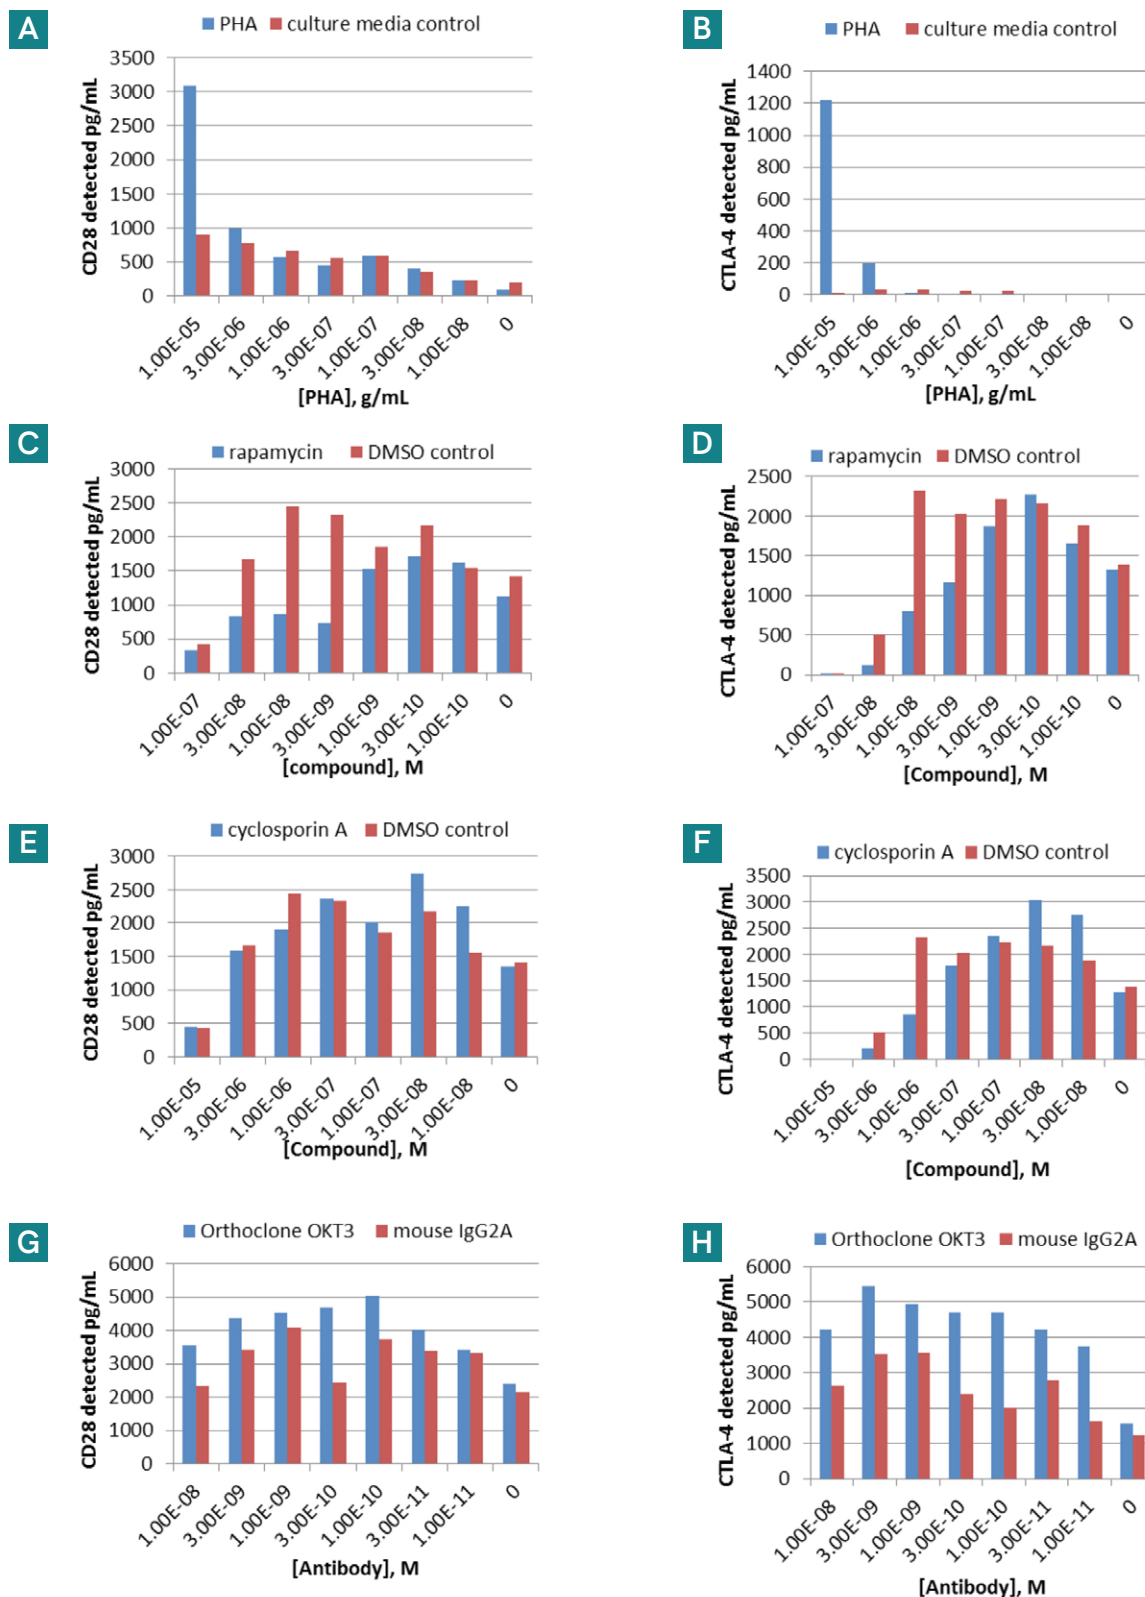 A
PHA culture media control
CD28 detected pg/mL
3500
3000
2500
2000
1500
1000
500
0
1.00E-05
3.00E-06
1.00E-06
3.00E-07
1.00E-07
3.00E-08
1.00E-08
0
[PHA], g/mL
B
PHA culture media control
CTLA-4 detected pg/mL
1400
1200
1000
800
600
400
200
0
1.00E-05
3.00E-06
1.00E-06
3.00E-07
1.00E-07
3.00E-08
1.00E-08
0
[PHA], g/mL
C
rapamycin DMSO control
CD28 detected pg/mL
3000
2500
2000
1500
1000
500
0
1.00E-07
3.00E-08
1.00E-08
3.00E-09
1.00E-09
3.00E-10
1.00E-10
0
[compound], M
D
rapamycin DMSO control
CTLA-4 detected pg/mL
2500
2000
1500
1000
500
0
1.00E-07
3.00E-08
1.00E-08
3.00E-09
1.00E-09
3.00E-10
1.00E-10
0
[Compound], M
E
cyclosporin A DMSO control
CD28 detected pg/mL
3000
2500
2000
1500
1000
500
0
1.00E-05
3.00E-06
1.00E-06
3.00E-07
1.00E-07
3.00E-08
1.00E-08
0
[Compound], M
F
cyclosporin A DMSO control
CTLA-4 detected pg/mL
3500
3000
2500
2000
1500
1000
500
0
1.00E-05
3.00E-06
1.00E-06
3.00E-07
1.00E-07
3.00E-08
1.00E-08
0
[Compound], M
G
Orthoclone OKT3 mouse IgG2A
CD28 detected pg/mL
6000
5000
4000
3000
2000
1000
0
1.00E-08
3.00E-09
1.00E-09
3.00E-10
1.00E-10
3.00E-11
1.00E-11
0
[Antibody], M
H
Orthoclone OKT3 mouse IgG2A
CTLA-4 detected pg/mL
6000
5000
4000
3000
2000
1000
0
1.00E-08
3.00E-09
1.00E-09
3.00E-10
1.00E-10
3.00E-11
1.00E-11
0
[Antibody], M